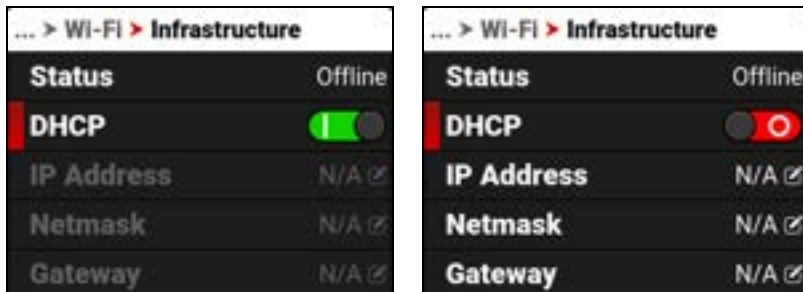 ... > Wi-Fi > Infrastructure
Status Offline
DHCP
IP Address N/A
Netmask N/A
Gateway N/A
... > Wi-Fi > Infrastructure
Status Offline
DHCP
IP Address N/A
Netmask N/A
Gateway N/A